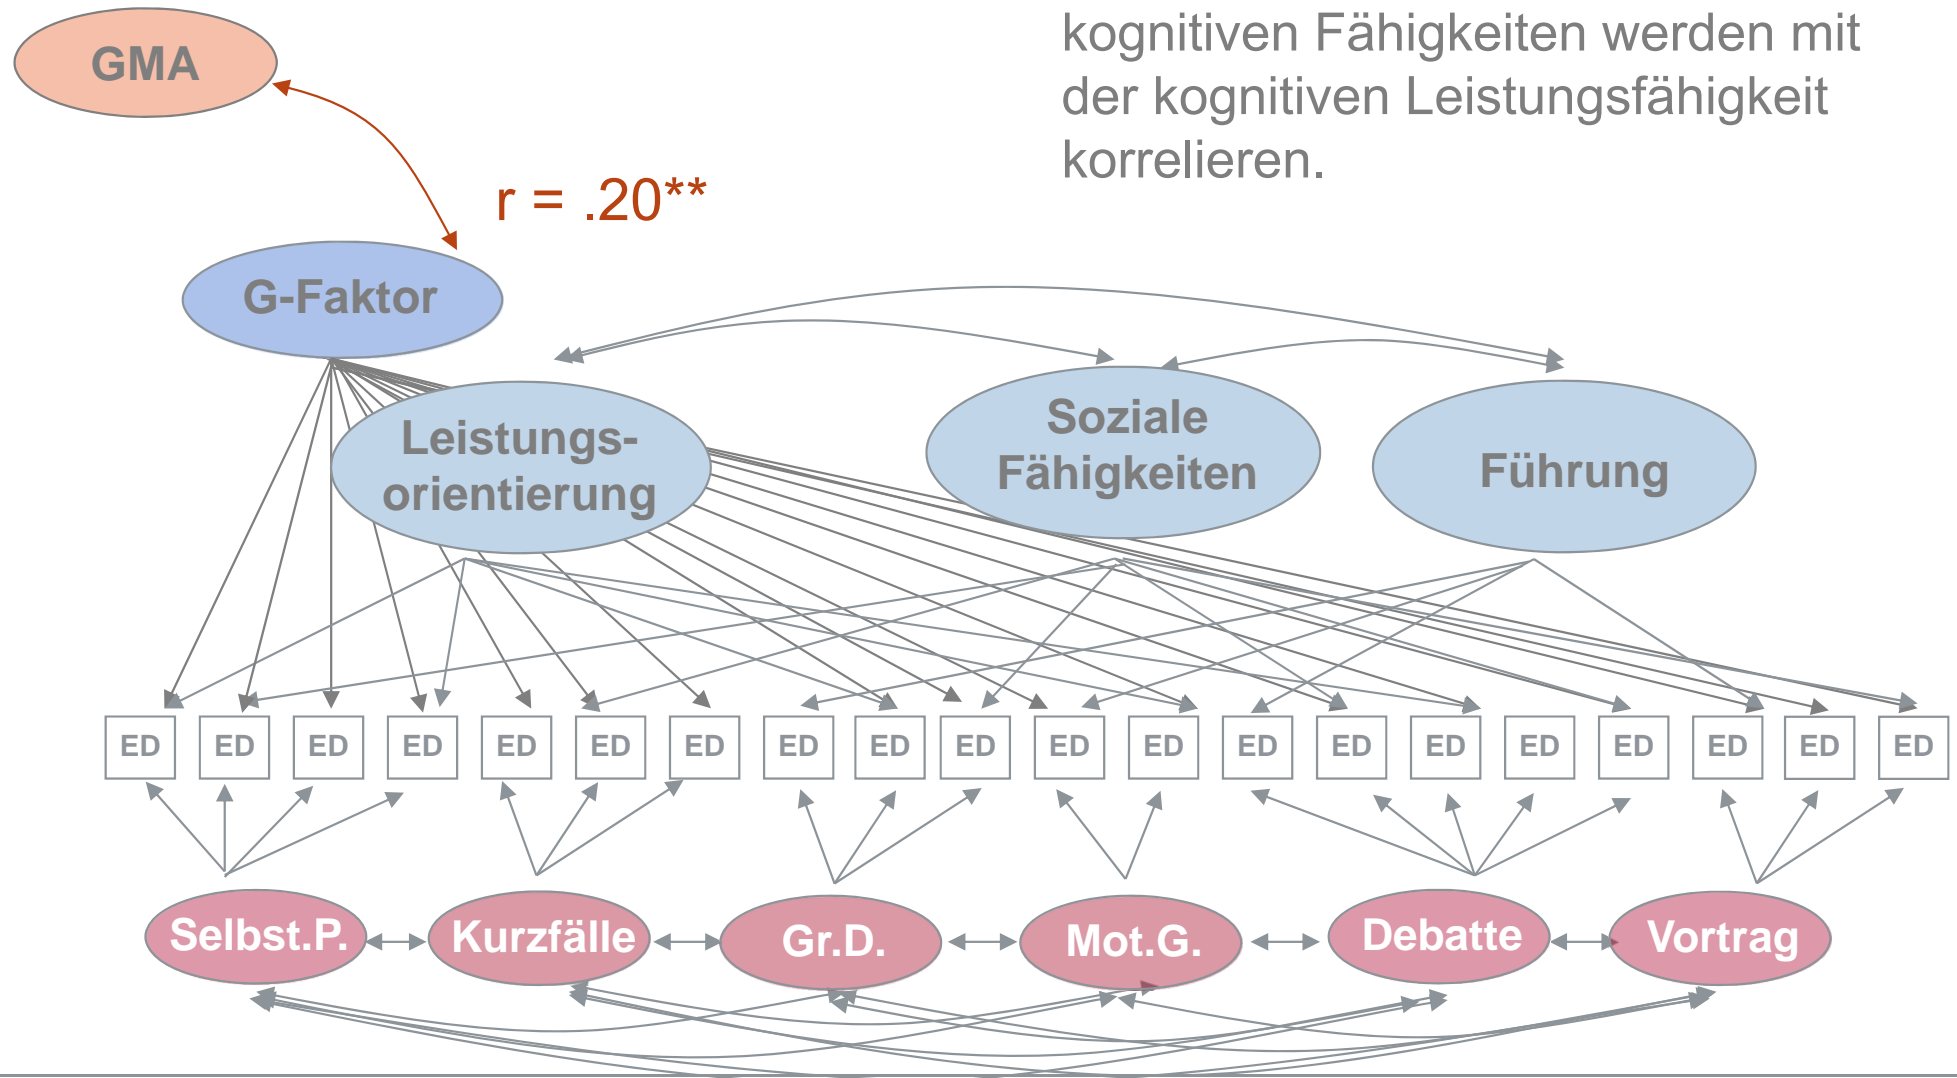 kognitiven Fähigkeiten werden mit
der kognitiven Leistungsfähigkeit
korrelieren.
GMA
r = .20**
G-Faktor
Leistungs-
orientierung
Soziale
Fähigkeiten
Führung
ED ED ED ED ED ED ED ED ED ED ED ED ED ED ED ED ED ED ED ED
Selbst.P. Kurzfälle Gr.D. Mot.G. Debatte Vortrag